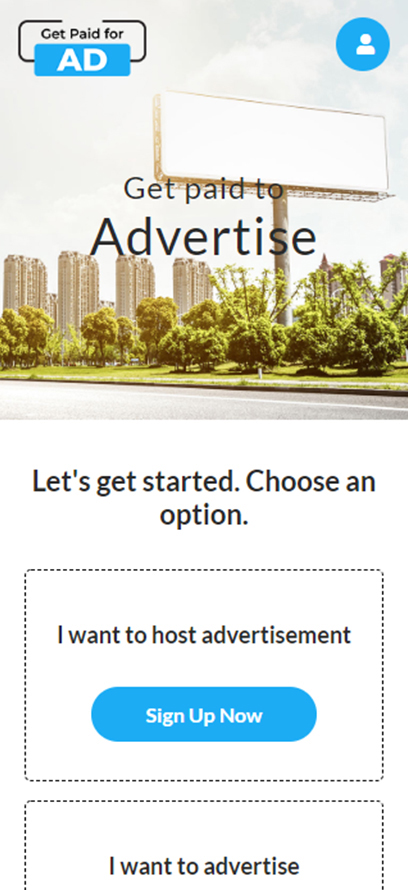 Get Paid for
AD
Get paid to
Advertise
Let's get started. Choose an
option.
I want to host advertisement
Sign Up Now
I want to advertise